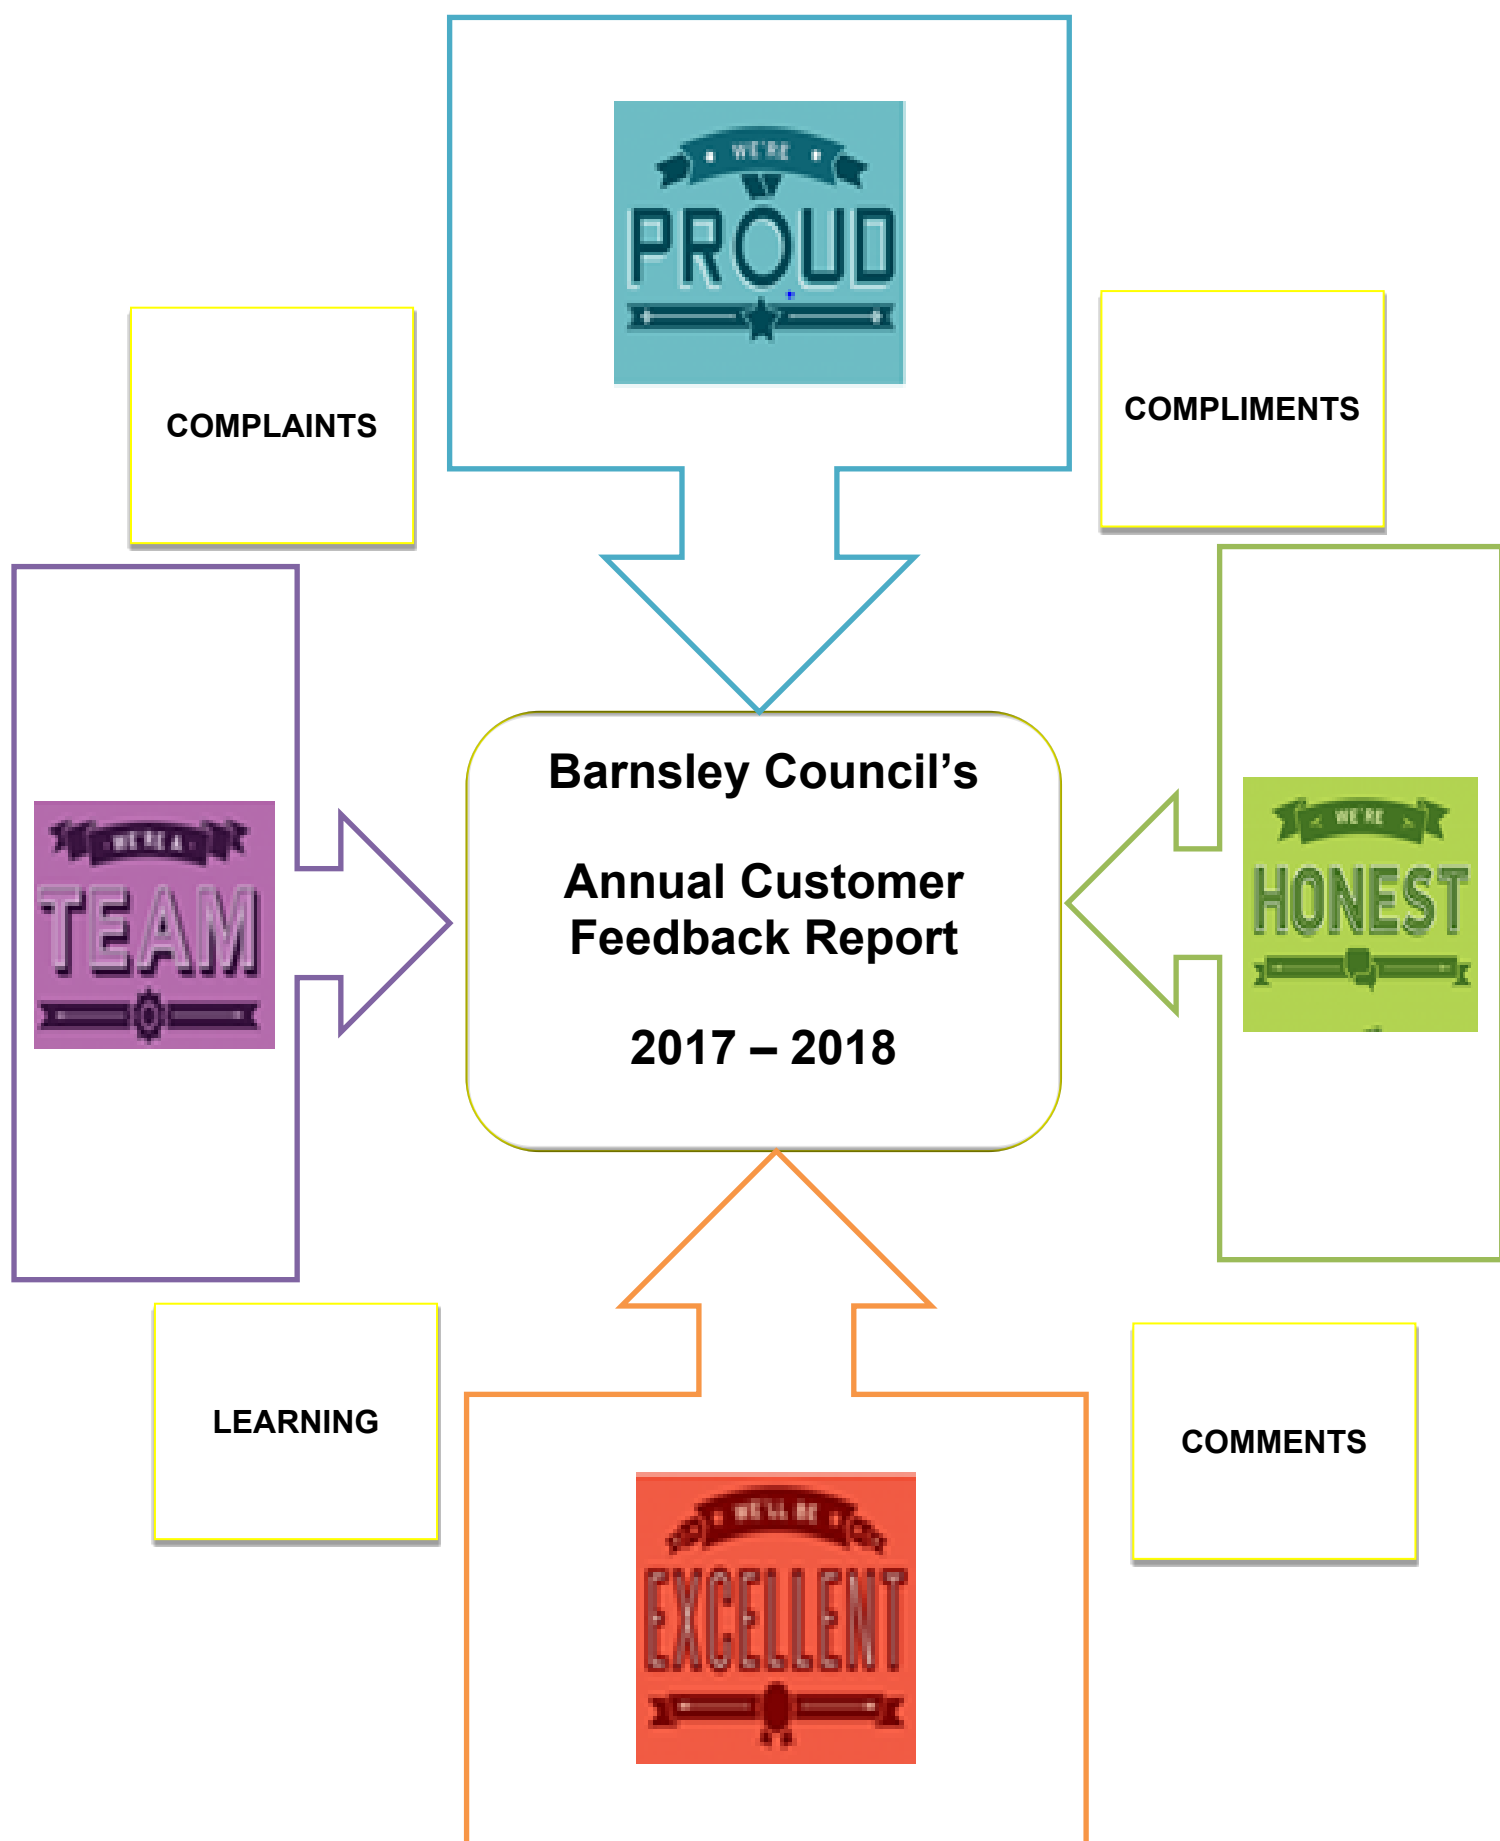 WE'RE
PROUD
COMPLAINTS
COMPLIMENTS
Barnsley Council’s
Annual Customer
Feedback Report
2017 – 2018
WE'RE A
TEAM
WE'RE
HONEST
LEARNING
COMMENTS
WE'LL BE
EXCELLENT